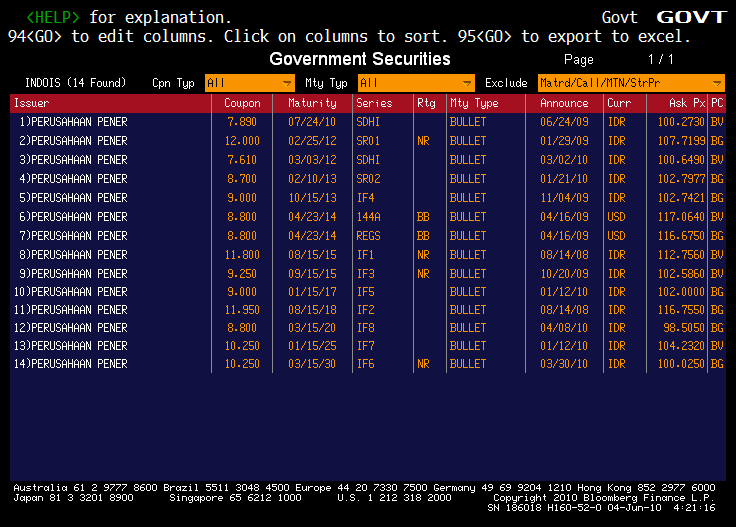 <HELP> for explanation. Govt GOVT
94<GO> to edit columns. Click on columns to sort. 95<GO> to export to excel.
Government Securities Page 1 / 1
INDOIS (14 Found) Cpn Typ All Mty Typ All Exclude Matrd/Call/MTN/StrPr
Issuer Coupon Maturity Series Rtg Mty Type Announce Curr Ask Px PC
1)PERUSAHAAN PENER 7.890 07/24/10 SDHI BULLET 06/24/09 IDR 100.2730 BV
2)PERUSAHAAN PENER 12.000 02/25/12 SR01 NR BULLET 01/29/09 IDR 107.7199 BG
3)PERUSAHAAN PENER 7.610 03/03/12 SDHI BULLET 03/02/10 IDR 100.6490 BV
4)PERUSAHAAN PENER 8.700 02/10/13 SR02 BULLET 01/21/10 IDR 102.7977 BG
5)PERUSAHAAN PENER 9.000 10/15/13 IF4 BULLET 11/04/09 IDR 102.7421 BG
6)PERUSAHAAN PENER 8.800 04/23/14 144A BB BULLET 04/16/09 USD 117.0640 BV
7)PERUSAHAAN PENER 8.800 04/23/14 REGS BB BULLET 04/16/09 USD 116.6750 BG
8)PERUSAHAAN PENER 11.800 08/15/15 IF1 NR BULLET 08/14/08 IDR 112.7560 BV
9)PERUSAHAAN PENER 9.250 09/15/15 IF3 NR BULLET 10/20/09 IDR 102.5860 BV
10)PERUSAHAAN PENER 9.000 01/15/17 IF5 BULLET 01/12/10 IDR 102.0000 BG
11)PERUSAHAAN PENER 11.950 08/15/18 IF2 BULLET 08/14/08 IDR 116.7550 BG
12)PERUSAHAAN PENER 8.800 03/15/20 IF8 BULLET 04/08/10 IDR 98.5050 BG
13)PERUSAHAAN PENER 10.250 01/15/25 IF7 BULLET 01/12/10 IDR 104.2320 BV
14)PERUSAHAAN PENER 10.250 03/15/30 IF6 NR BULLET 03/30/10 IDR 100.0250 BG
Australia 61 2 9777 8600 Brazil 5511 3048 4500 Europe 44 20 7330 7500 Germany 49 69 9204 1210 Hong Kong 852 2977 6000
Japan 81 3 3201 8900 Singapore 65 6212 1000 U.S. 1 212 318 2000 Copyright 2010 Bloomberg Finance L.P.
SN 186018 H160-52-0 04-Jun-10 4:21:16